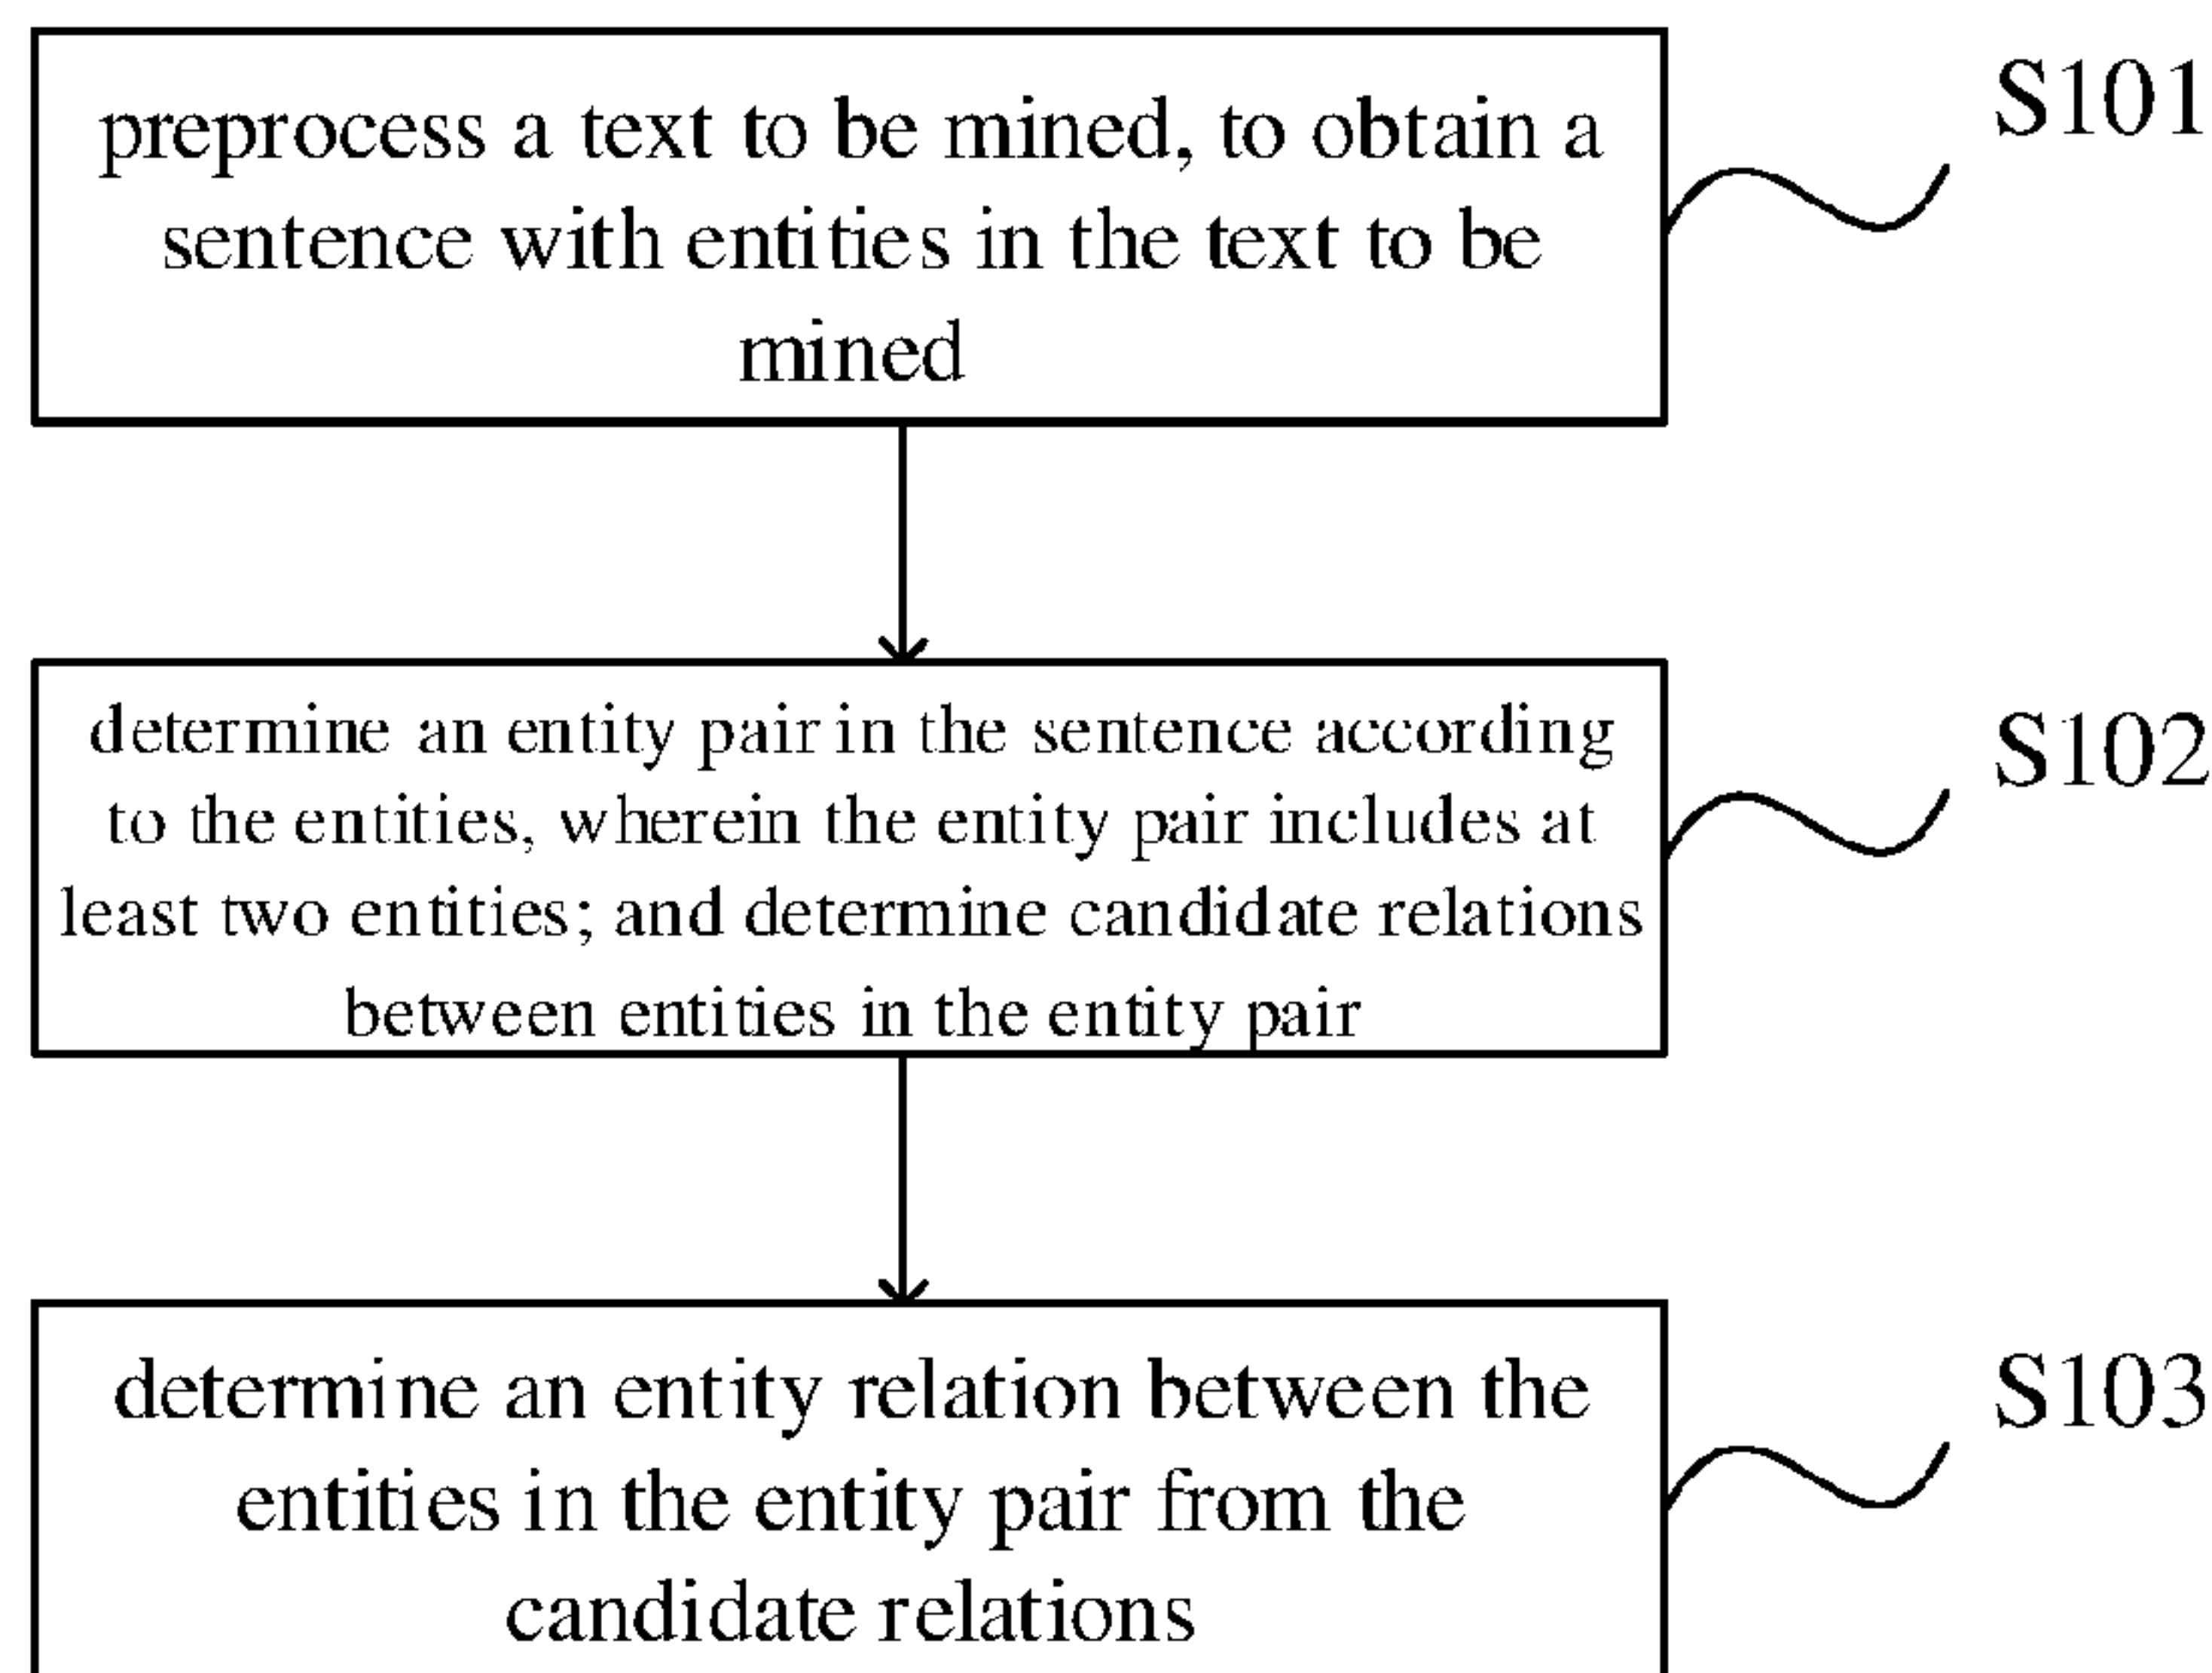 preprocess a text to be mined, to obtain a
sentence with entities in the text to be
mined
S101
determine an entity pair in the sentence according
to the entities, wherein the entity pair includes at
least two entities; and determine candidate relations
between entities in the entity pair
S102
determine an entity relation between the
entities in the entity pair from the
candidate relations
S103